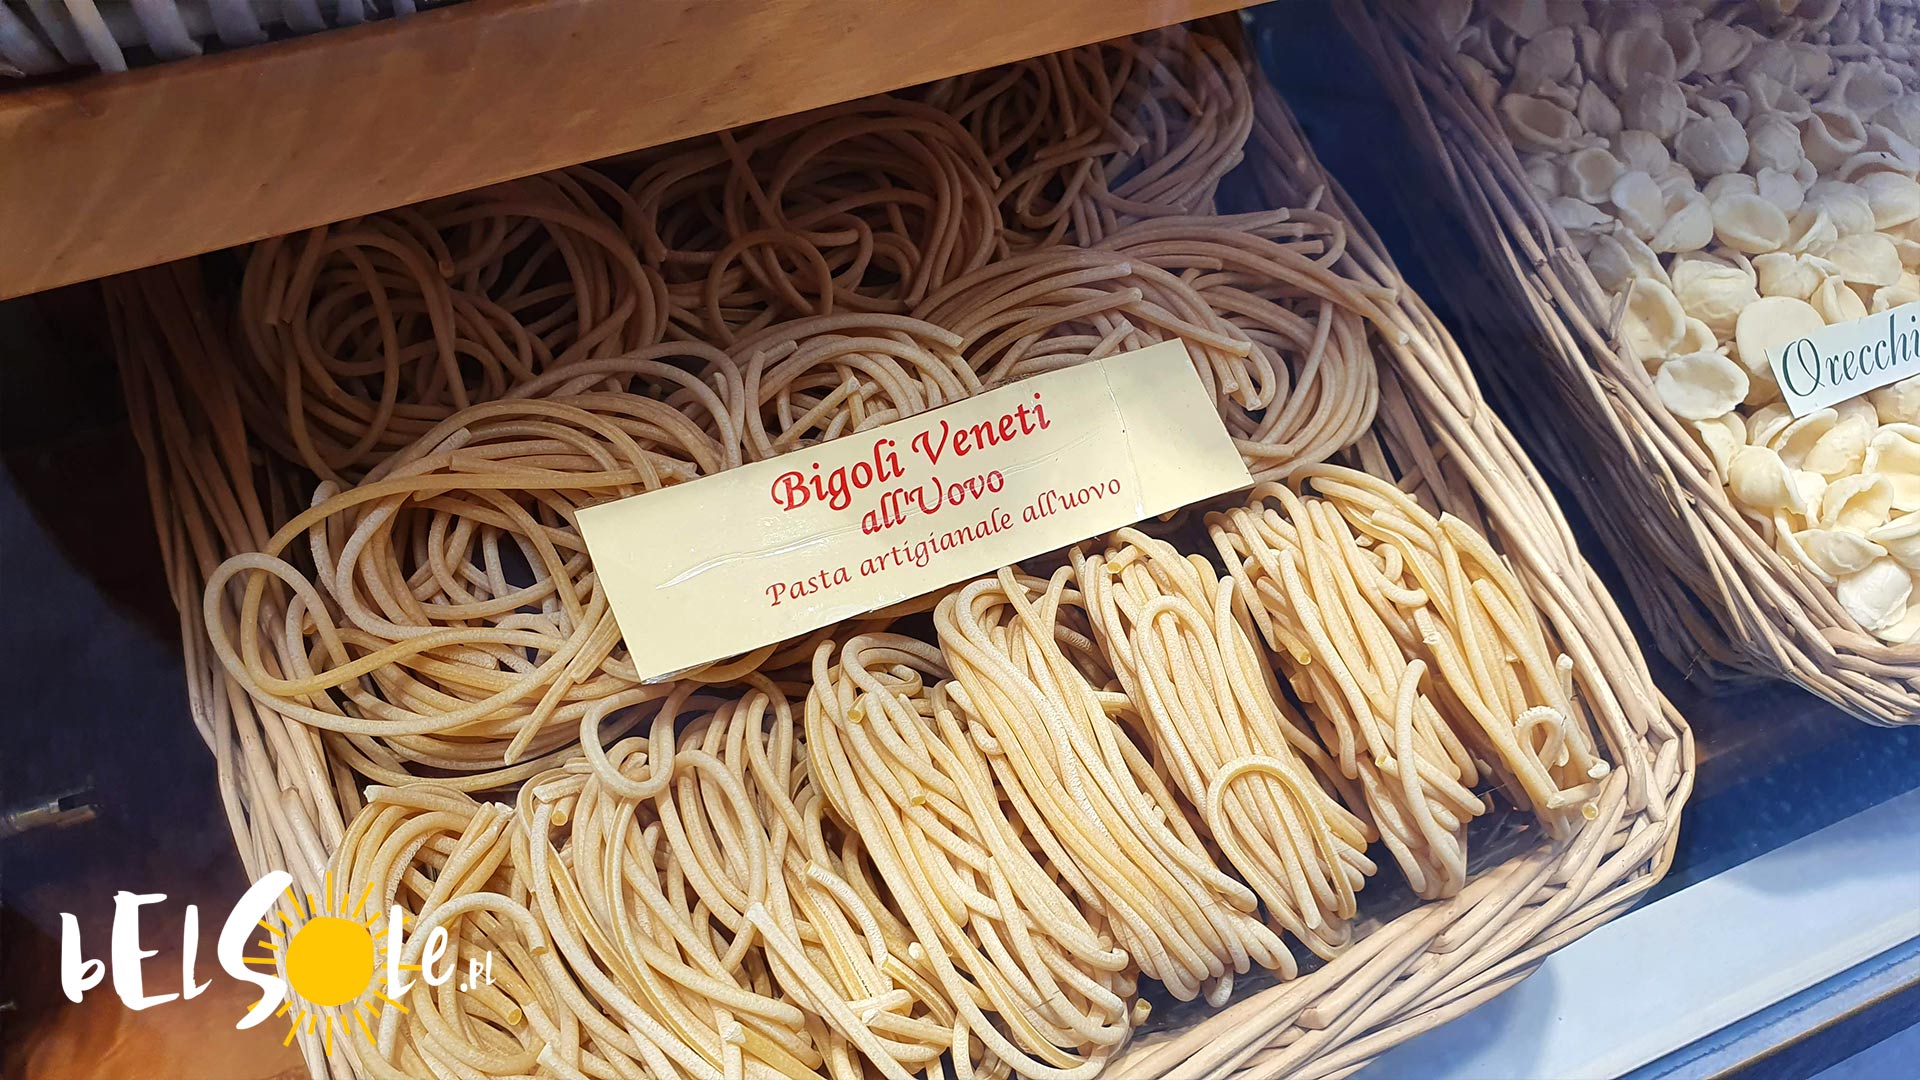 Bigoli Veneti
all'Uovo
Pasta artigianale all'uovo
Orecchi
bElSole.pl